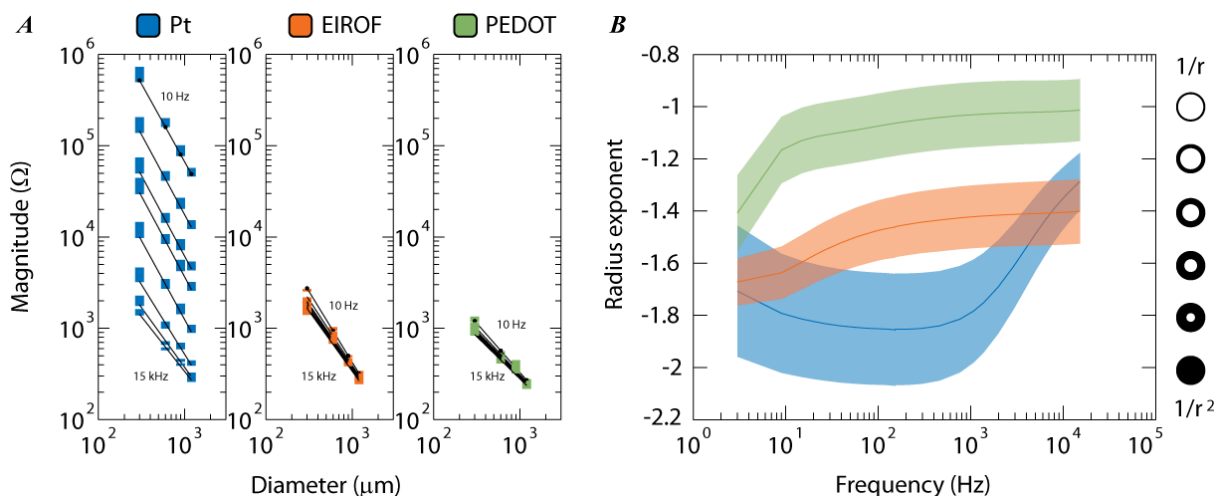 A
Pt
EIROF
PEDOT
B
Magnitude (Ω)
10⁶
10⁵
10⁴
10³
10²
10 Hz
15 kHz
10²
10³
10⁶
10⁵
10⁴
10³
10²
10 Hz
15 kHz
10²
10³
10⁶
10⁵
10⁴
10³
10²
10 Hz
15 kHz
10²
10³
Diameter (μm)
Radius exponent
-0.8
-1
-1.2
-1.4
-1.6
-1.8
-2
-2.2
10⁰
10¹
10²
10³
10⁴
10⁵
Frequency (Hz)
1/r
1/r²